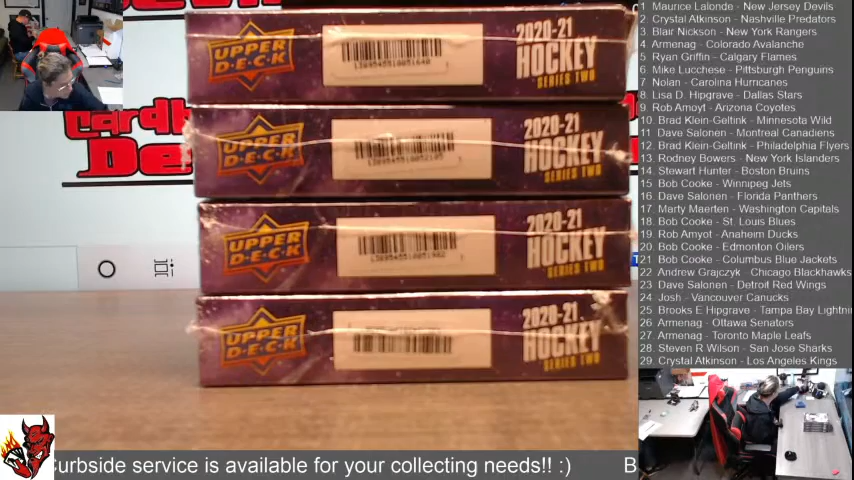 UPPER
D·E·C·K
2020-21
HOCKEY
SERIES TWO
UPPER
D·E·C·K
2020-21
HOCKEY
SERIES TWO
UPPER
D·E·C·K
2020-21
HOCKEY
SERIES TWO
UPPER
D·E·C·K
2020-21
HOCKEY
SERIES TWO
1 Maurice Lalonde - New Jersey Devils
2 Crystal Atkinson - Nashville Predators
3. Blair Nickson - New York Rangers
4 Armenag - Colorado Avalanche
5 Ryan Griffin - Calgary Flames
6. Mike Lucchese - Pittsburgh Penguins
7 Nolan - Carolina Hurricanes
8 Lisa D. Hipgrave - Dallas Stars
9. Rob Amoyt - Arizona Coyotes
10. Brad Klein-Geltink - Minnesota Wild
11 Dave Salonen - Montreal Canadiens
12 Brad Klein-Geltink - Philadelphia Flyers
13 Rodney Bowers - New York Islanders
14 Stewart Hunter - Boston Bruins
15 Bob Cooke - Winnipeg Jets
16. Dave Salonen - Florida Panthers
17. Marty Maerten - Washington Capitals
18. Bob Cooke - St. Louis Blues
19. Rob Amyot - Anaheim Ducks
20. Bob Cooke - Edmonton Oilers
21 Bob Cooke - Columbus Blue Jackets
22 Andrew Grajczyk - Chicago Blackhawks
23 Dave Salonen - Detroit Red Wings
24 Josh - Vancouver Canucks
25 Brooks E Hipgrave - Tampa Bay Lightni
26 Armenag - Ottawa Senators
27 Armenag - Toronto Maple Leafs
28. Steven R Wilson - San Jose Sharks
29. Crystal Atkinson - Los Angeles Kings
urbside service is available for your collecting needs!! :) B